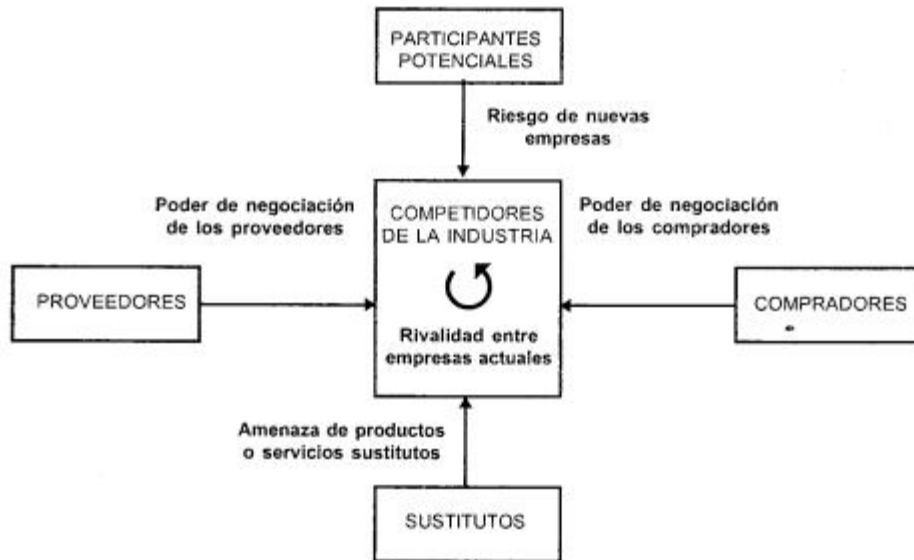 PARTICIPANTES
POTENCIALES
Riesgo de nuevas
empresas
Poder de negociación
de los proveedores
COMPETIDORES
DE LA INDUSTRIA
Poder de negociación
de los compradores
PROVEEDORES
Rivalidad entre
empresas actuales
COMPRADORES
Amenaza de productos
o servicios sustitutos
SUSTITUTOS